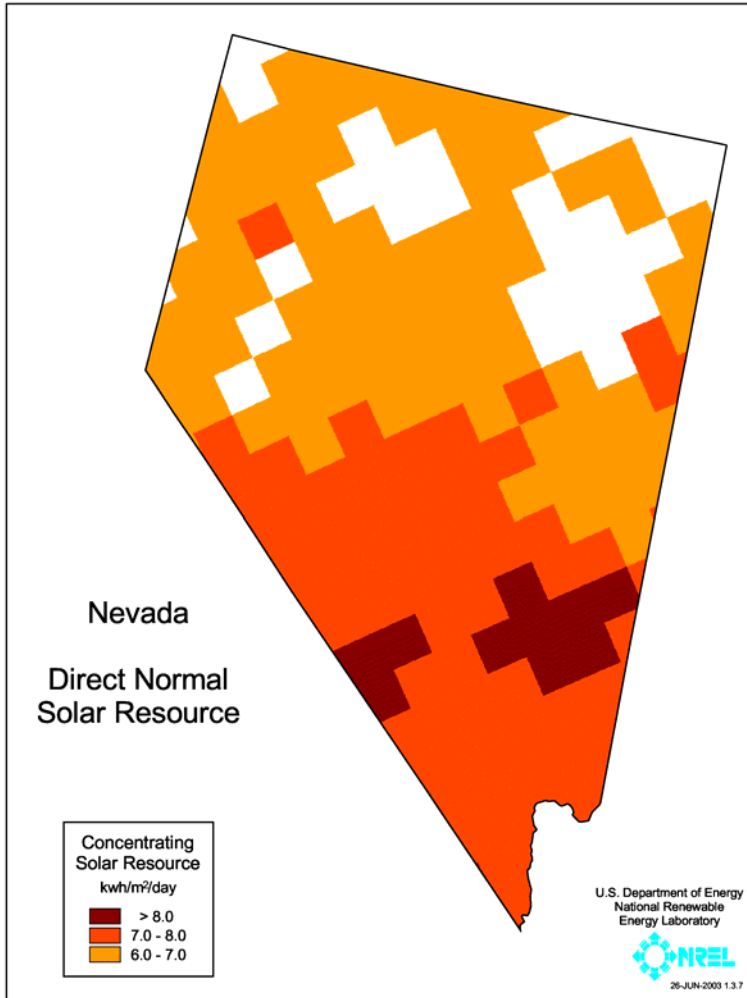 Nevada
Direct Normal
Solar Resource
Concentrating
Solar Resource
kwh/m²/day
> 8.0
7.0 - 8.0
6.0 - 7.0
U.S. Department of Energy
National Renewable
Energy Laboratory
NREL
26-JUN-2003 1.3.7